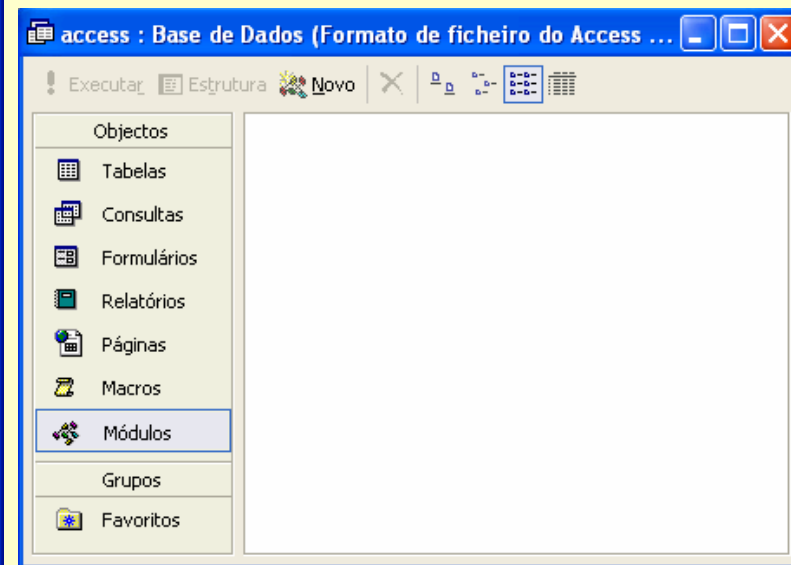 access : Base de Dados (Formato de ficheiro do Access ...
Executar Estrutura Novo
Objectos
Tabelas
Consultas
Formulários
Relatórios
Páginas
Macros
Módulos
Grupos
Favoritos